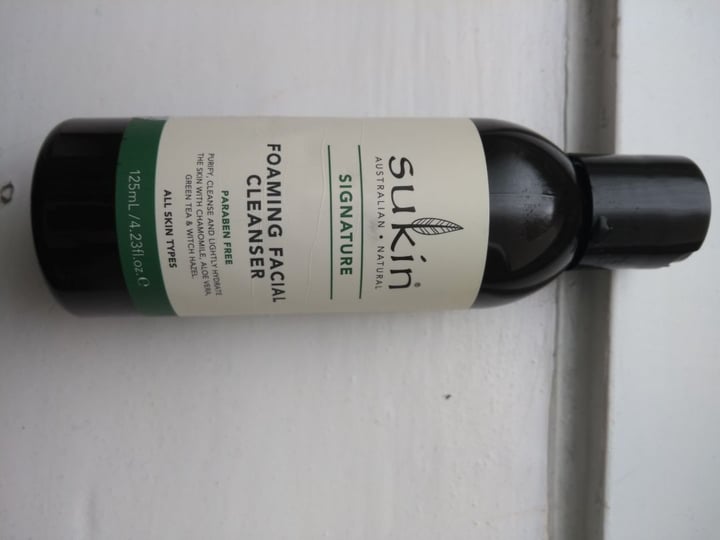 sukin®
AUSTRALIAN • NATURAL
SIGNATURE
FOAMING FACIAL
CLEANSER
PARABEN FREE
PURIFY, CLEANSE AND LIGHTLY HYDRATE
THE SKIN WITH CHAMOMILE, ALOE VERA,
GREEN TEA & WITCH HAZEL.
ALL SKIN TYPES
125mL /4.23fl.oz.℮